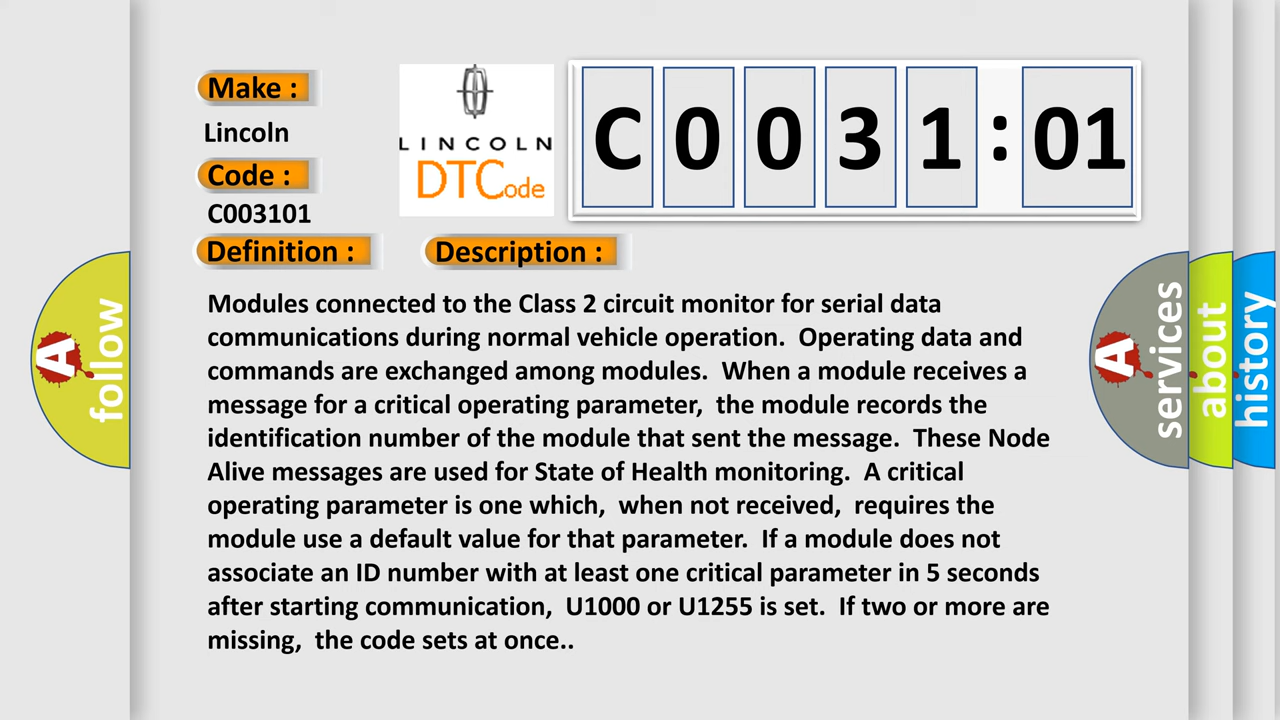 Make :
Lincoln
Code :
C003101
Definition :
Description :
LINCOLN
DTCode
C 0 0 3 1 : 01
Modules connected to the Class 2 circuit monitor for serial data
communications during normal vehicle operation. Operating data and
commands are exchanged among modules. When a module receives a
message for a critical operating parameter, the module records the
identification number of the module that sent the message. These Node
Alive messages are used for State of Health monitoring. A critical
operating parameter is one which, when not received, requires the
module use a default value for that parameter. If a module does not
associate an ID number with at least one critical parameter in 5 seconds
after starting communication, U1000 or U1255 is set. If two or more are
missing, the code sets at once..
A follow
A services
about
history